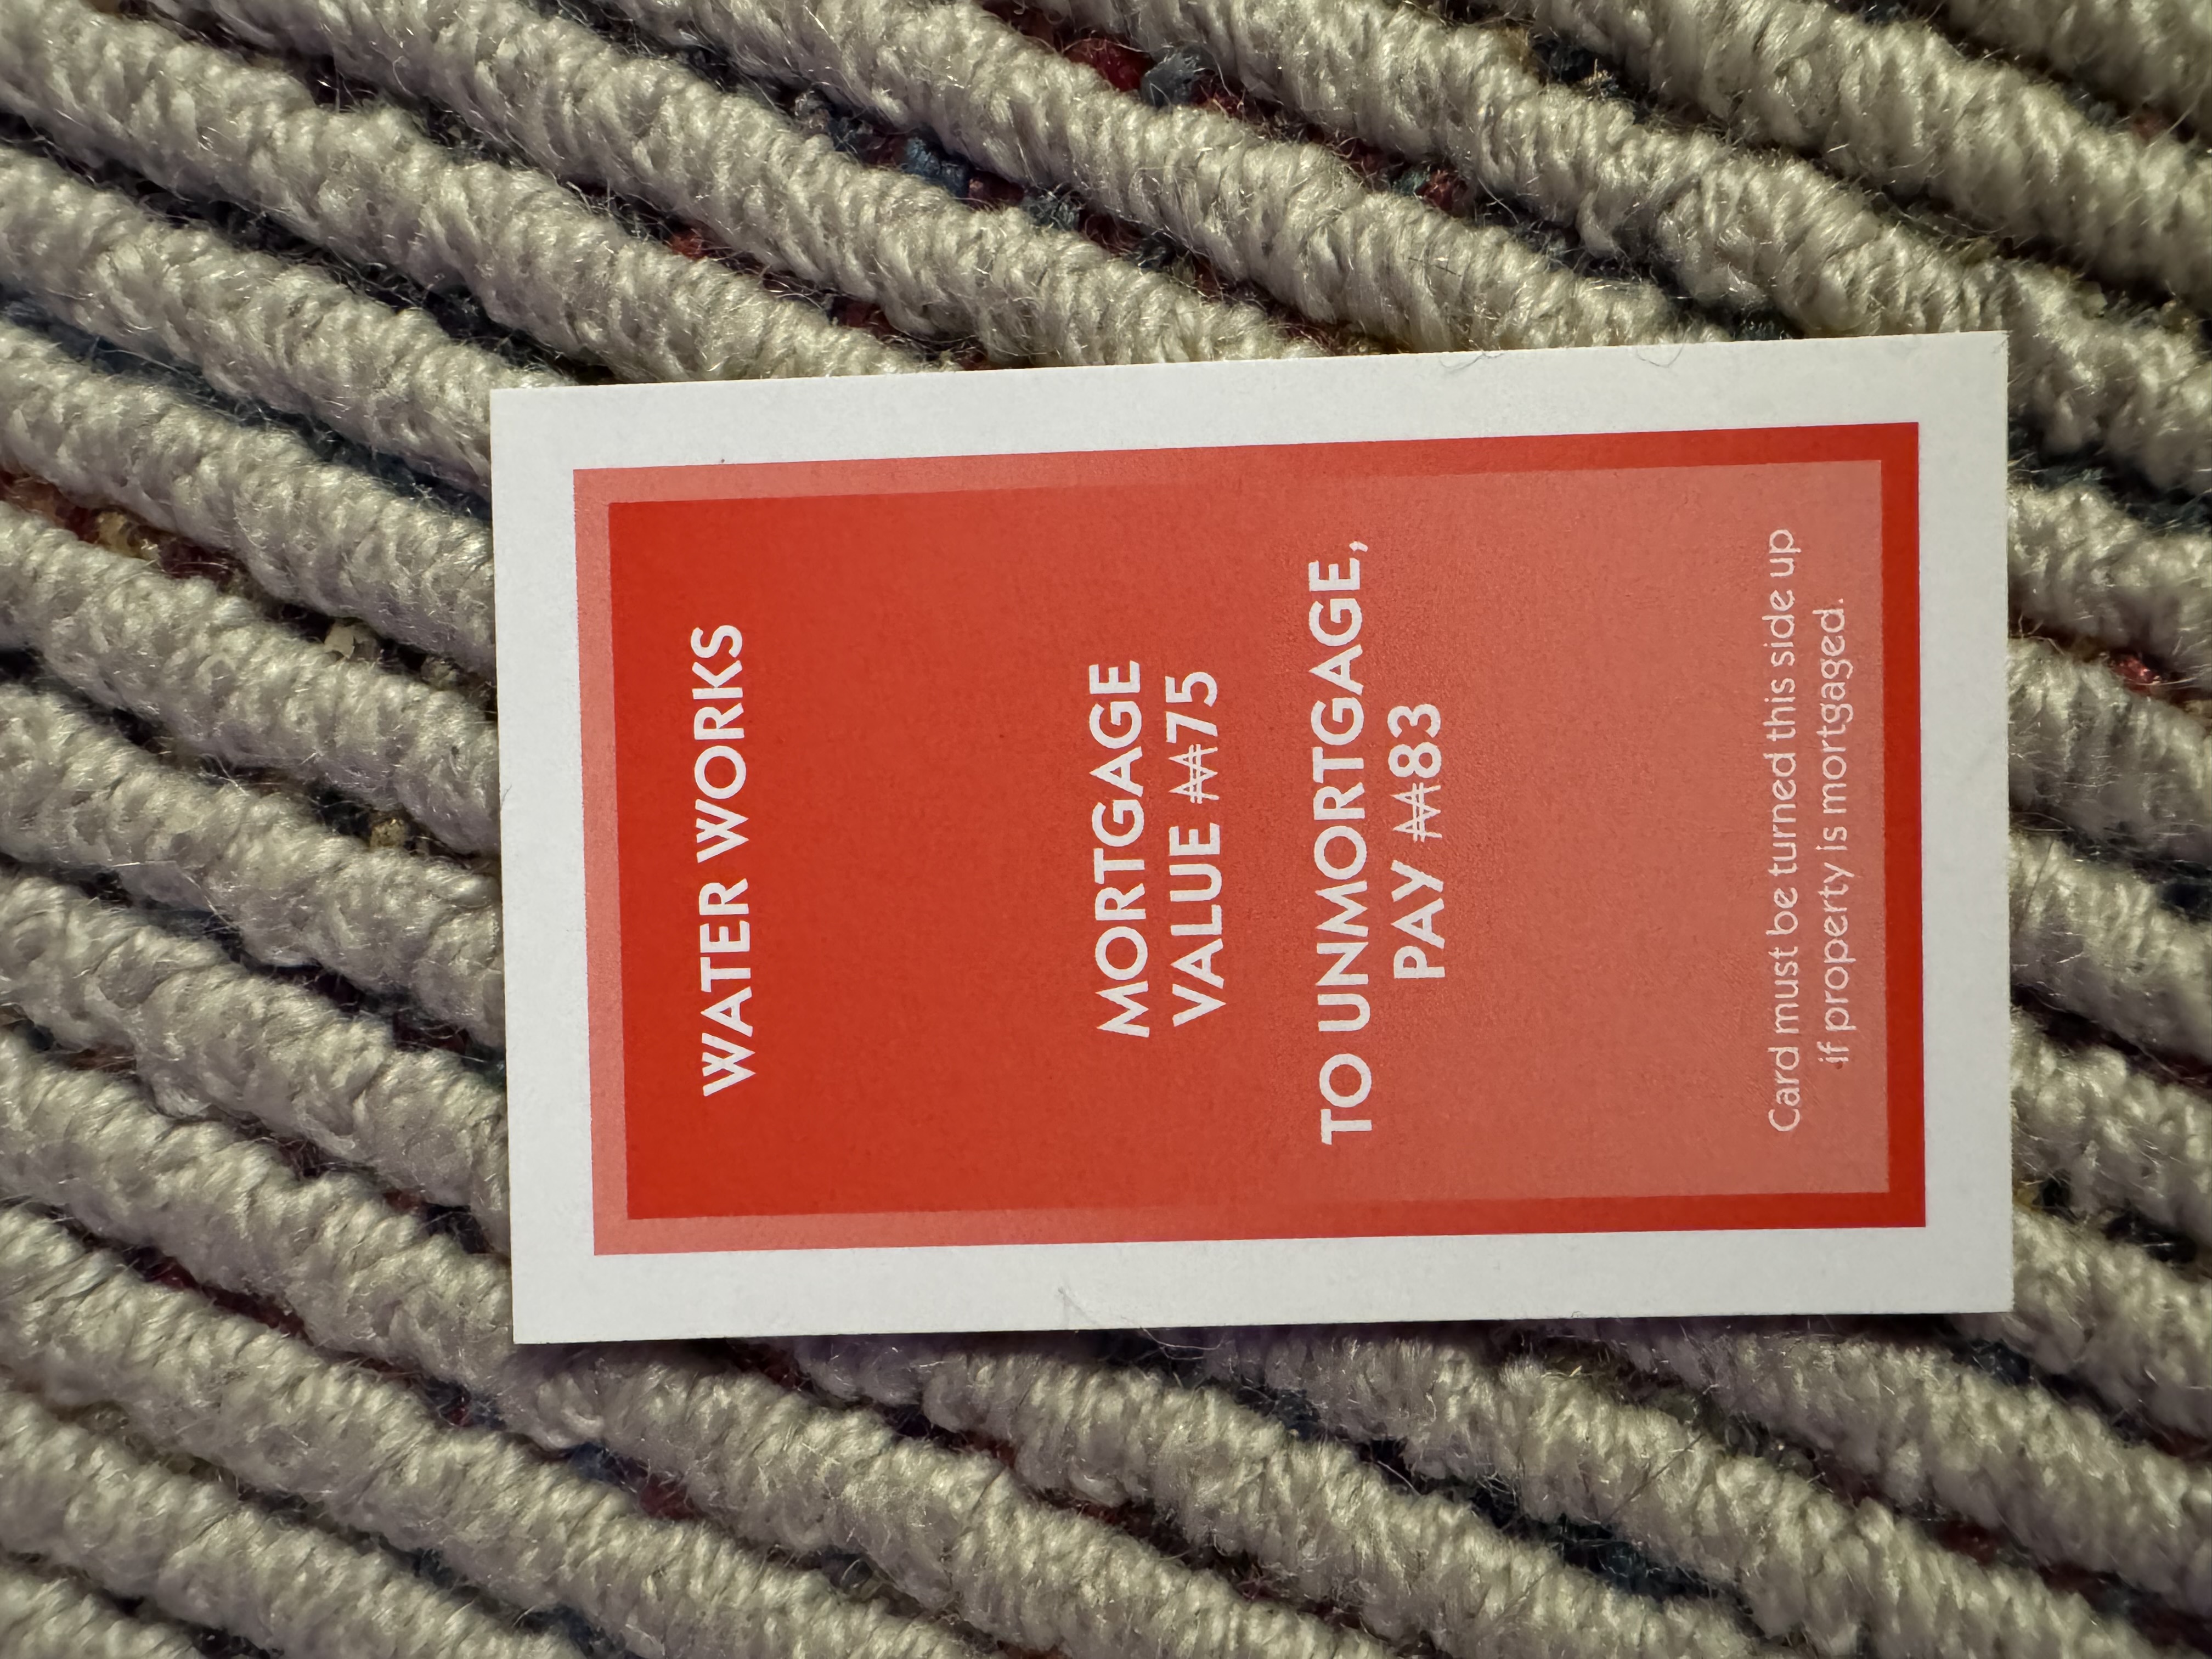 WATER WORKS
MORTGAGE
VALUE ₩75
TO UNMORTGAGE,
PAY ₩83
Card must be turned this side up
if property is mortgaged.